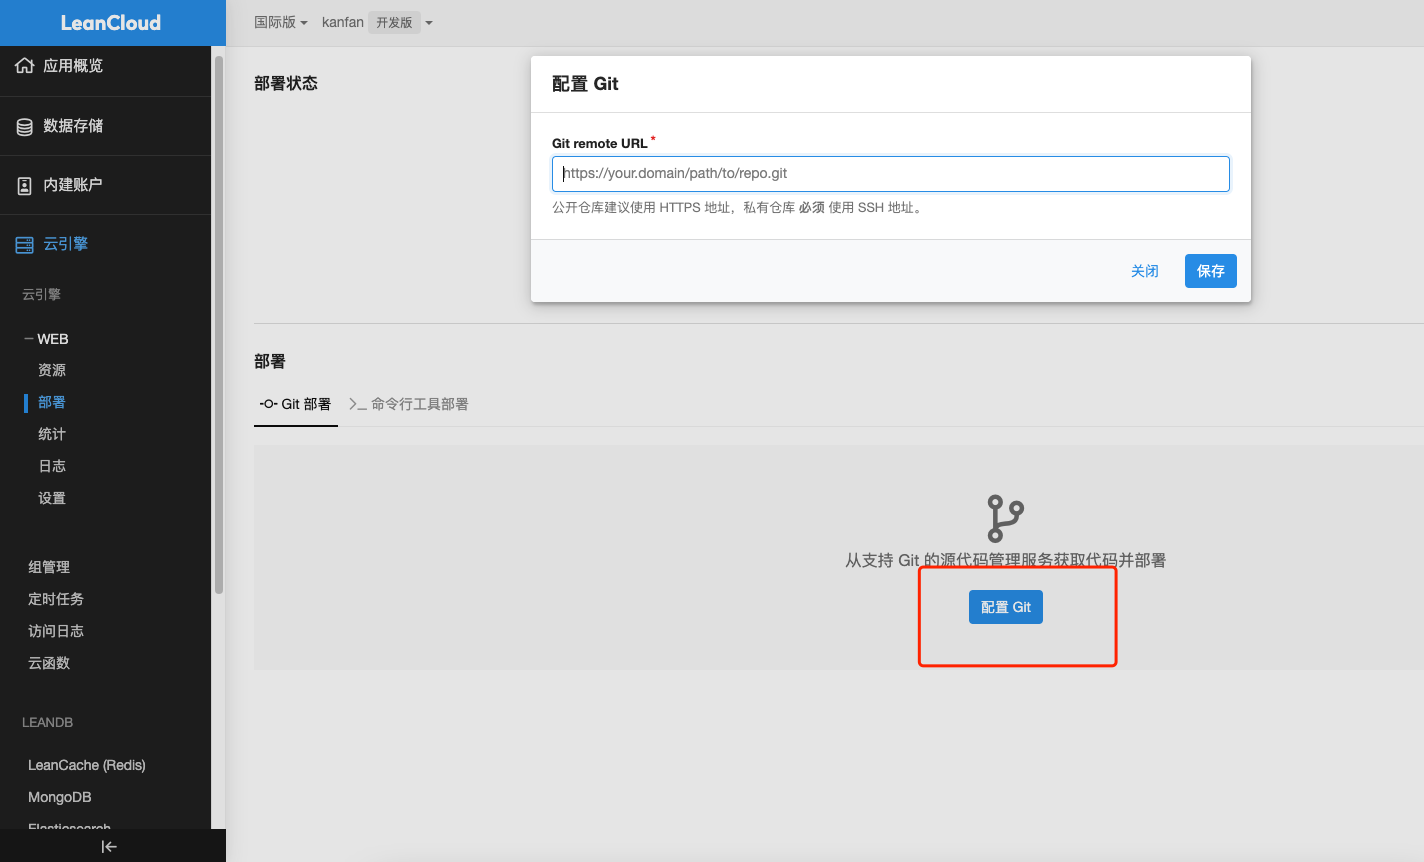 LeanCloud
国际版 kanfan 开发版
应用概览
数据存储
内建账户
云引擎
云引擎
WEB
资源
部署
统计
日志
设置
组管理
定时任务
访问日志
云函数
LEANDB
LeanCache (Redis)
MongoDB
Elasticsearch
部署状态
配置 Git
Git remote URL *
https://your.domain/path/to/repo.git
公开仓库建议使用 HTTPS 地址，私有仓库 必须 使用 SSH 地址。
关闭 保存
部署
Git 部署 >_ 命令行工具部署
从支持 Git 的源代码管理服务获取代码并部署
配置 Git